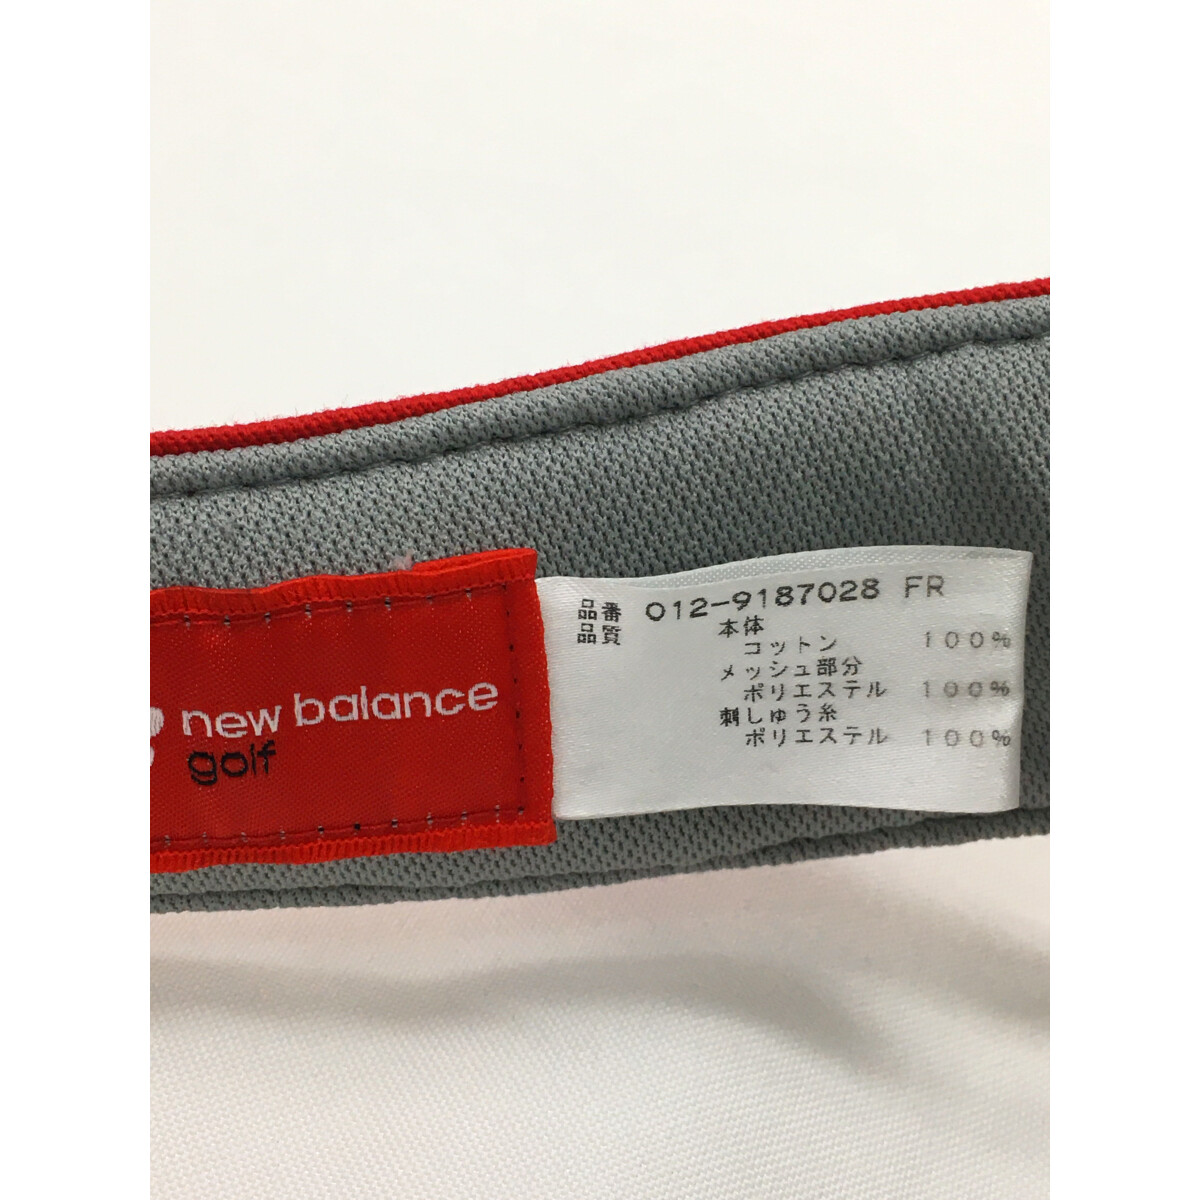 new balance
golf
品番 012-9187028 FR
品質 本体
コットン 100%
メッシュ部分
ポリエステル 100%
刺しゅう糸
ポリエステル 100%